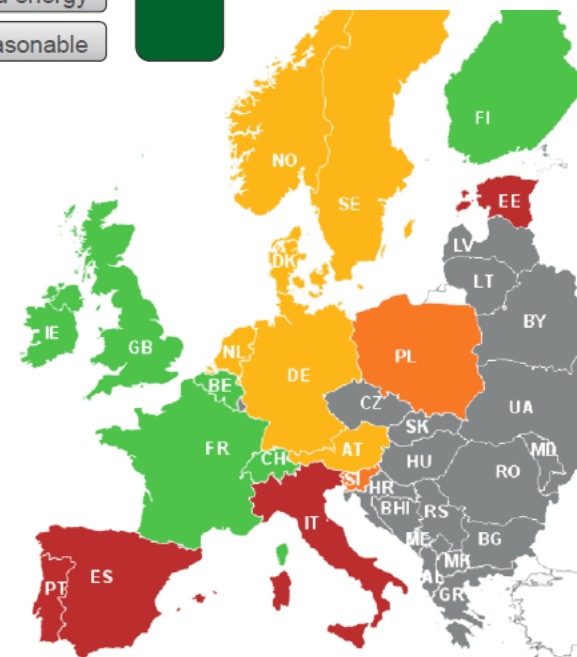 energy
asonable
FI
NO
EE
SE
LV
LT
DK
BY
IE
GB
NL
PL
BE
DE
CZ
UA
SK
FR
AT
MD
CH
HU
RO
SI
HR
BHI
RS
IT
ME
BG
MK
ES
AL
PT
GR